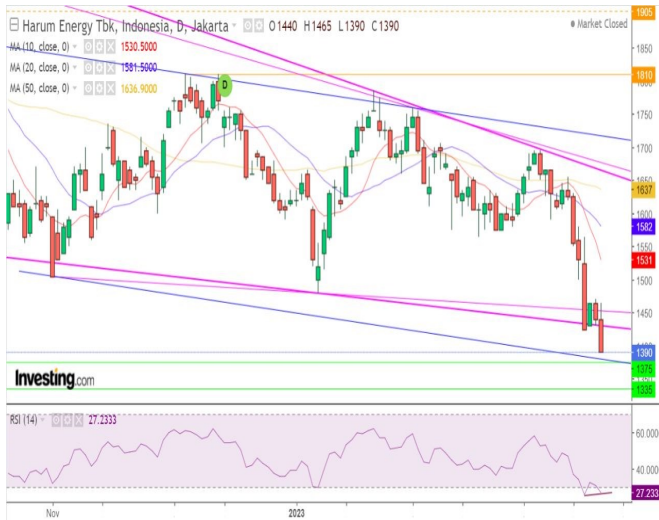 Harum Energy Tbk, Indonesia, D, Jakarta O1440 H1465 L1390 C1390
Market Closed
MA (10, close, 0) 1530.5000
MA (20, close, 0) 1581.5000
MA (50, close, 0) 1636.9000
D
1905
1850
1810
1750
1700
1650
1637
1600
1582
1531
1500
1450
1390
1375
1335
Investing.com
RSI (14) 27.2333
60.000
40.000
27.233
Nov 2023